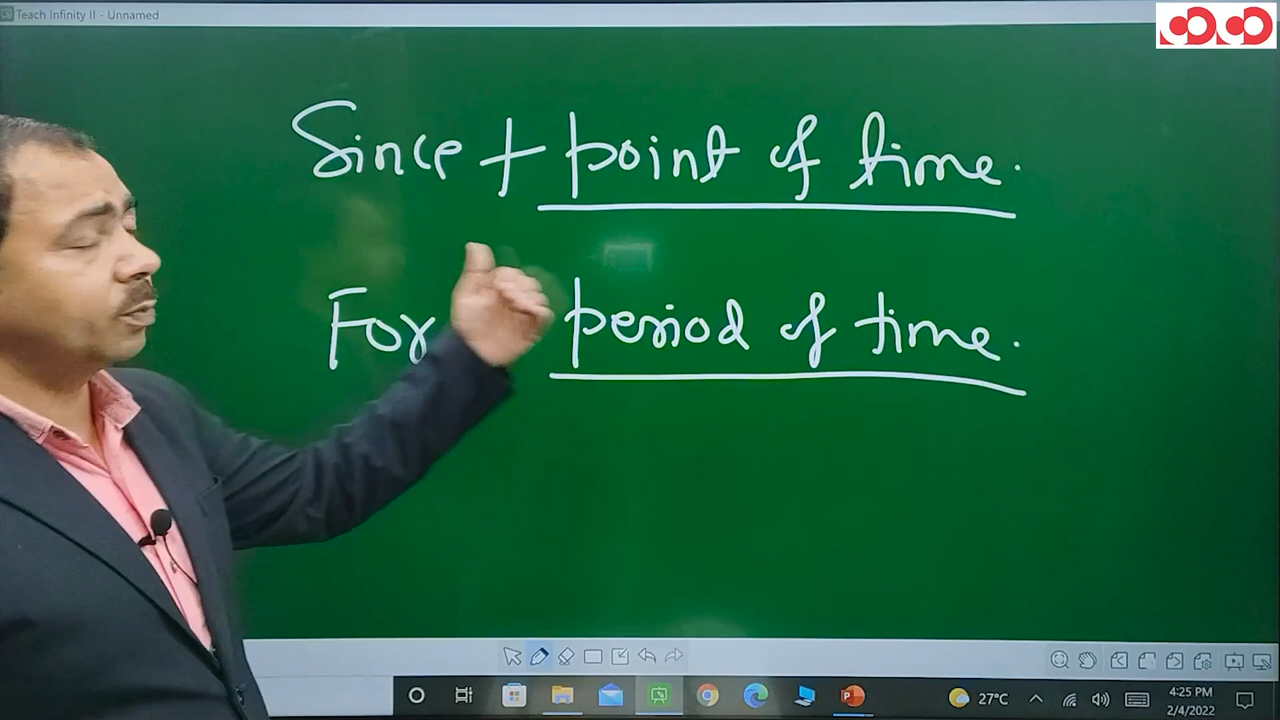 Teach Infinity II - Unnamed
Since + point of time.
For period of time.
27°C
4:25 PM
2/4/2022